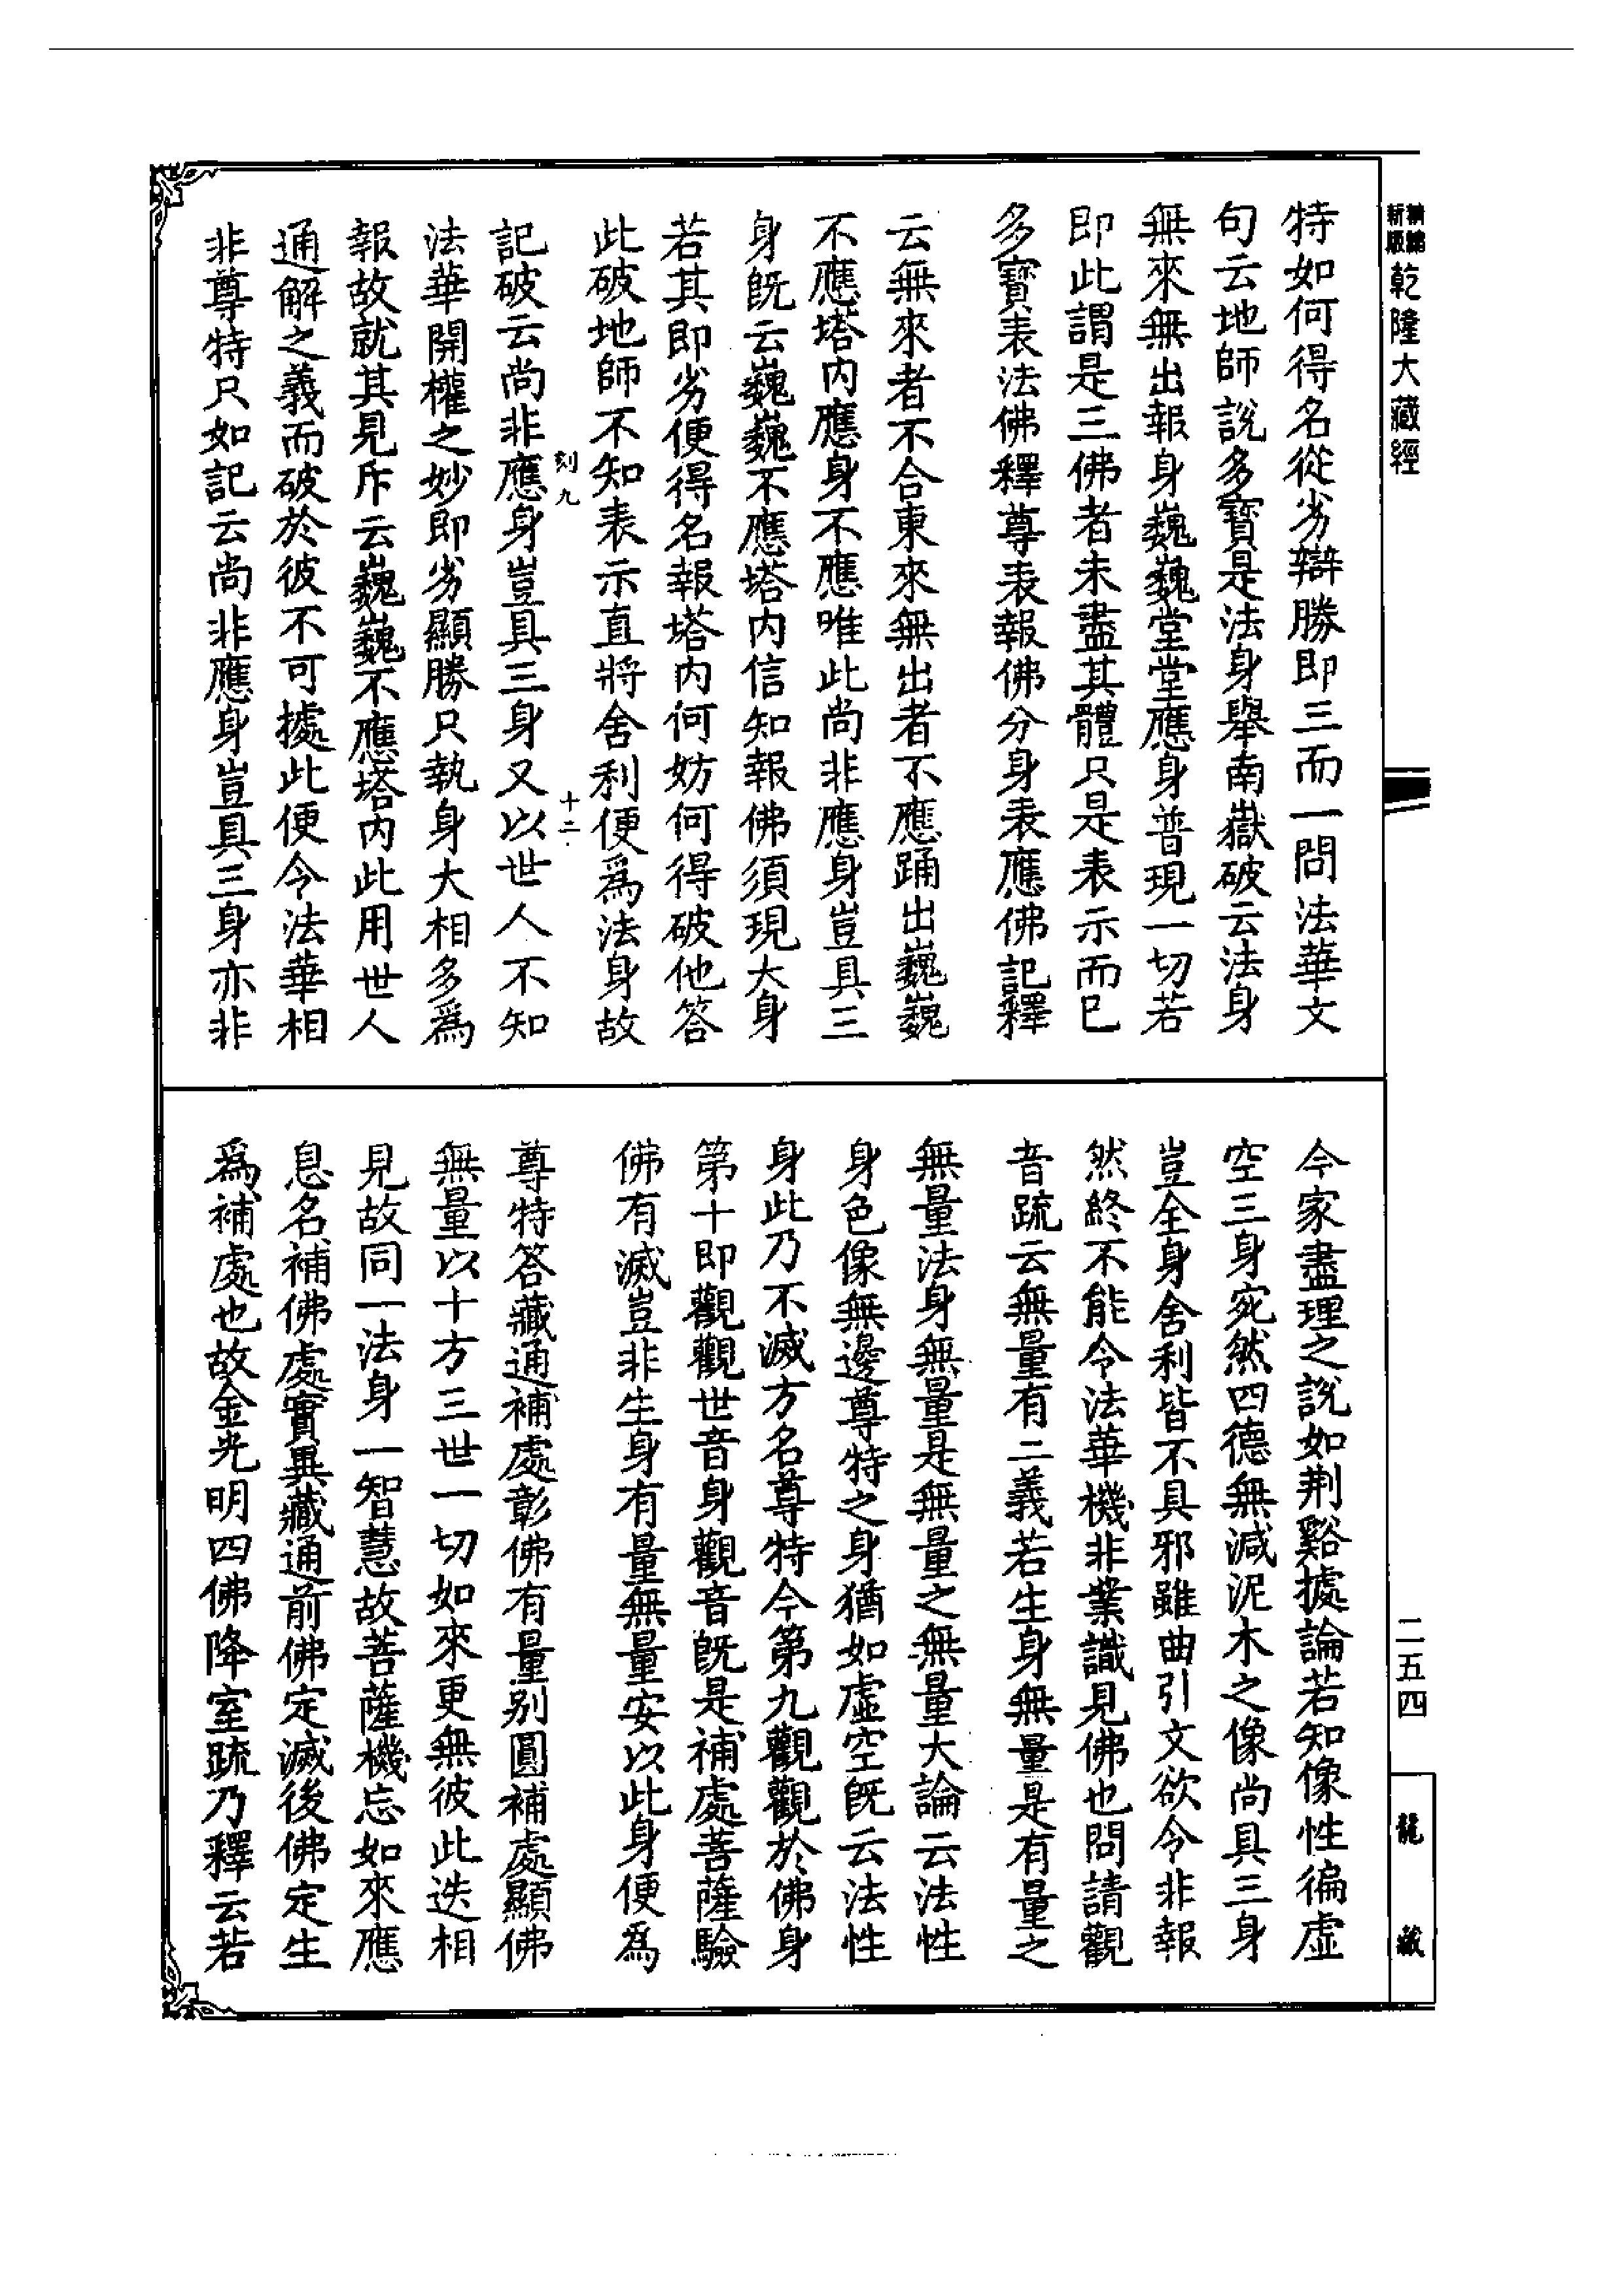 精編
新版
乾隆大藏經
特如何得名從劣辯勝即三而一問法華文
句云地師說多寶是法身舉南嶽破云法身
無來無出報身巍巍堂堂應身普現一切若
即此謂是三佛者未盡其體只是表示而已
多寶表法佛釋尊表報佛分身表應佛記釋
云無來者不合東來無出者不應踊出巍巍
不應塔內應身不應唯此尚非應身豈具三
身既云巍巍不應塔內信知報佛須現大身
若其即劣便得名報塔內何妨何得破他答
此破地師不知表示直將舍利便為法身故
刻九
十二
記破云尚非應身豈具三身又以世人不知
法華開權之妙即劣顯勝只執身大相多為
報故就其見斥云巍巍不應塔內此用世人
通解之義而破於彼不可據此便令法華相
非尊特只如記云尚非應身豈具三身亦非
今家盡理之說如荆谿據論若知像性徧虛
空三身宛然四德無減泥木之像尚具三身
豈全身舍利皆不具邪雖曲引文欲令非報
然終不能令法華機非業識見佛也問請觀
音疏云無量有二義若生身無量是有量之
無量法身無量是無量之無量大論云法性
身色像無邊尊特之身猶如虛空既云法性
身此乃不滅方名尊特今第九觀觀於佛身
第十即觀觀世音身觀音既是補處菩薩驗
佛有滅豈非生身有量無量安以此身便為
尊特答藏通補處彰佛有量別圓補處顯佛
無量以十方三世一切如來更無彼此迭相
見故同一法身一智慧故菩薩機忘如來應
息名補佛處實異藏通前佛定滅後佛定生
為補處也故金光明四佛降室疏乃釋云若
二五四
龍藏